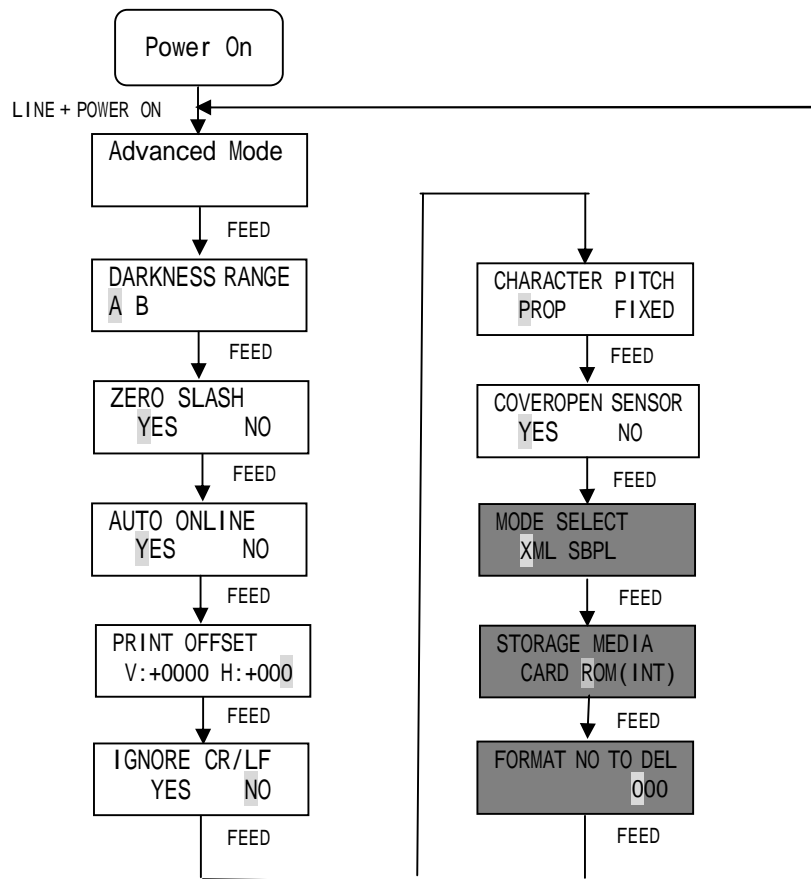 Power On
LINE + POWER ON
Advanced Mode
FEED
DARKNESS RANGE
A B
FEED
ZERO SLASH
YES NO
FEED
AUTO ONLINE
YES NO
FEED
PRINT OFFSET
V:+0000 H:+000
FEED
IGNORE CR/LF
YES NO
FEED
CHARACTER PITCH
PROP FIXED
FEED
COVEROPEN SENSOR
YES NO
FEED
MODE SELECT
XML SBPL
FEED
STORAGE MEDIA
CARD ROM(INT)
FEED
FORMAT NO TO DEL
000
FEED